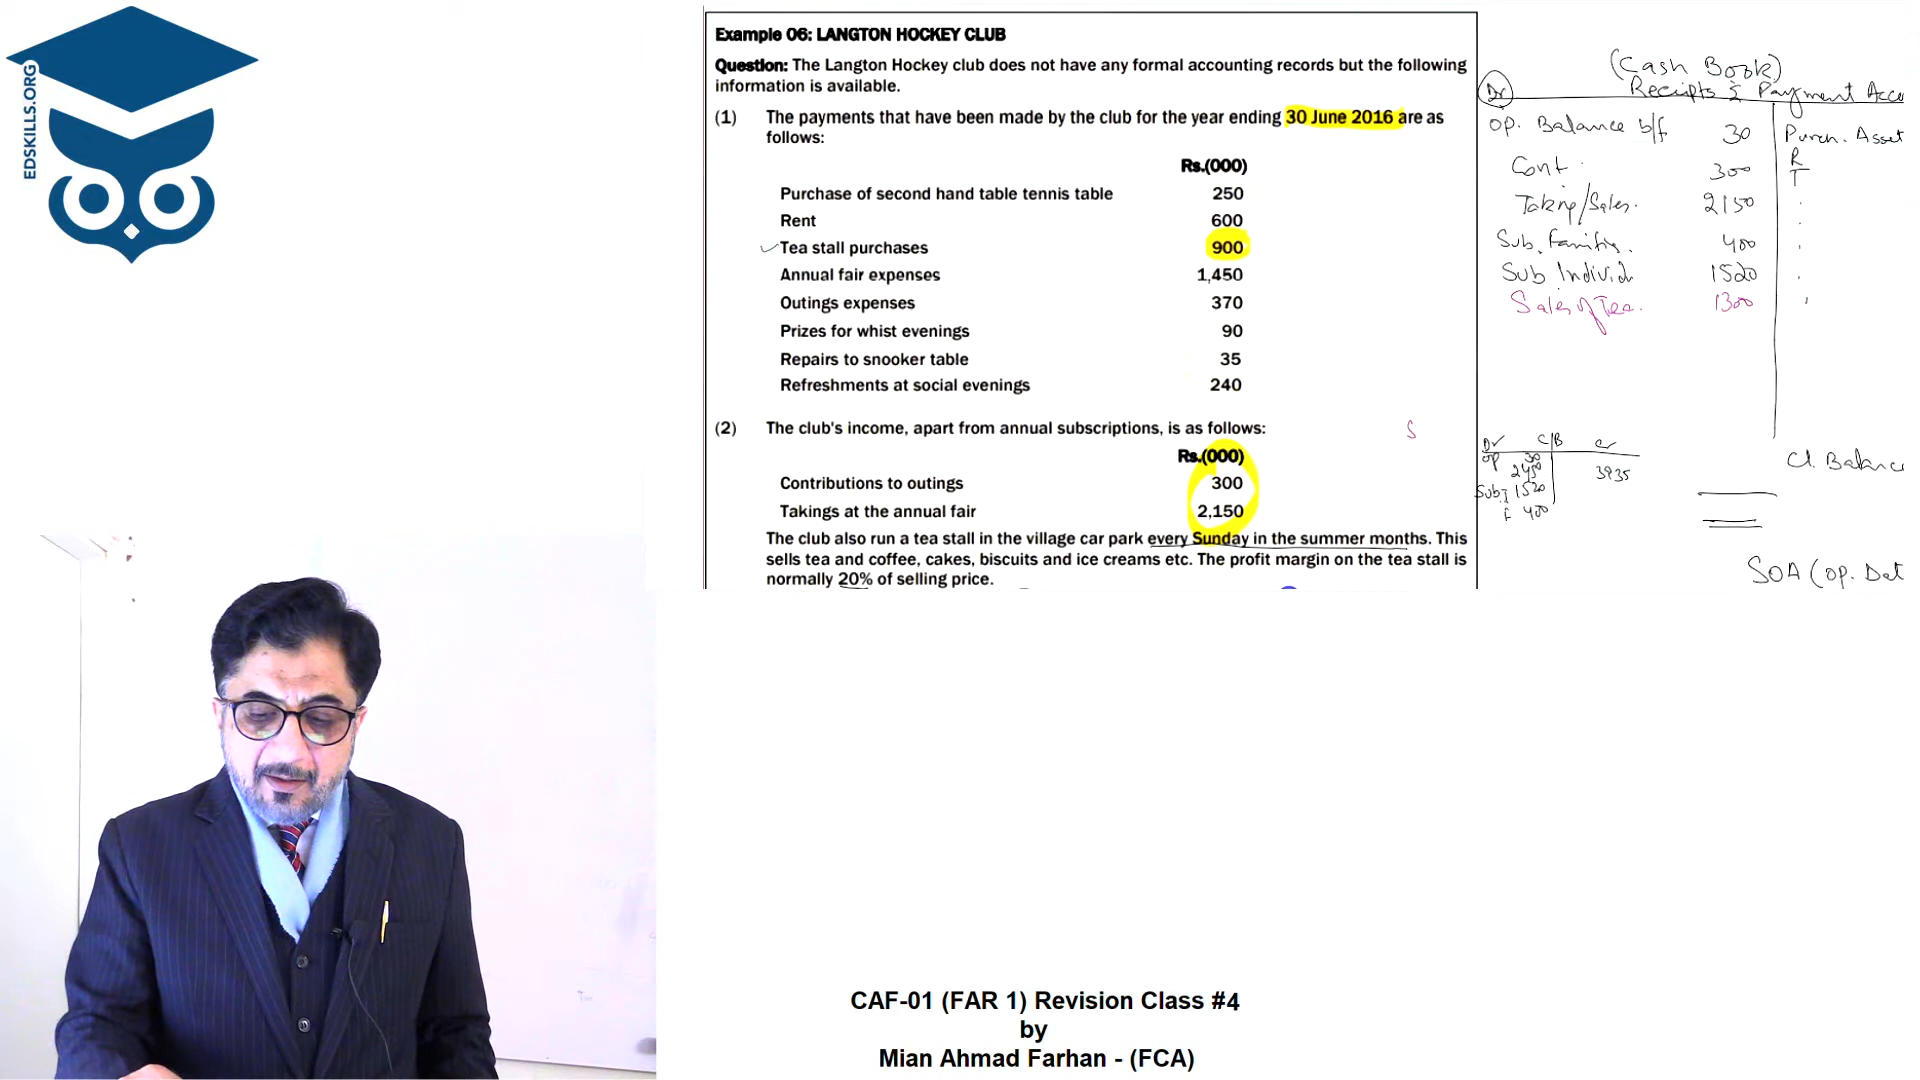 EDSKILLS.ORG
Example 06: LANGTON HOCKEY CLUB
Question: The Langton Hockey club does not have any formal accounting records but the following
information is available.
(1) The payments that have been made by the club for the year ending 30 June 2016 are as
follows:
Rs.(000)
Purchase of second hand table tennis table 250
Rent 600
Tea stall purchases 900
Annual fair expenses 1,450
Outings expenses 370
Prizes for whist evenings 90
Repairs to snooker table 35
Refreshments at social evenings 240
(2) The club's income, apart from annual subscriptions, is as follows:
Rs.(000)
Contributions to outings 300
Takings at the annual fair 2,150
The club also run a tea stall in the village car park every Sunday in the summer months. This
sells tea and coffee, cakes, biscuits and ice creams etc. The profit margin on the tea stall is
normally 20% of selling price.
S
(Cash Book)
Dr Receipts & Payment Acco
Op. Balance b/f 30 Purch. Asset
Cont. 300 R
T
Taking/Sales. 2150
Sub. Families. 400
Sub Individ 1520
Sales of Tea. 1300
Dr C/B Cr
op 30
2450 3935
Sub I 1520
F 400
Cl. Balanc
SOA (Op. Dat
CAF-01 (FAR 1) Revision Class #4
by
Mian Ahmad Farhan - (FCA)